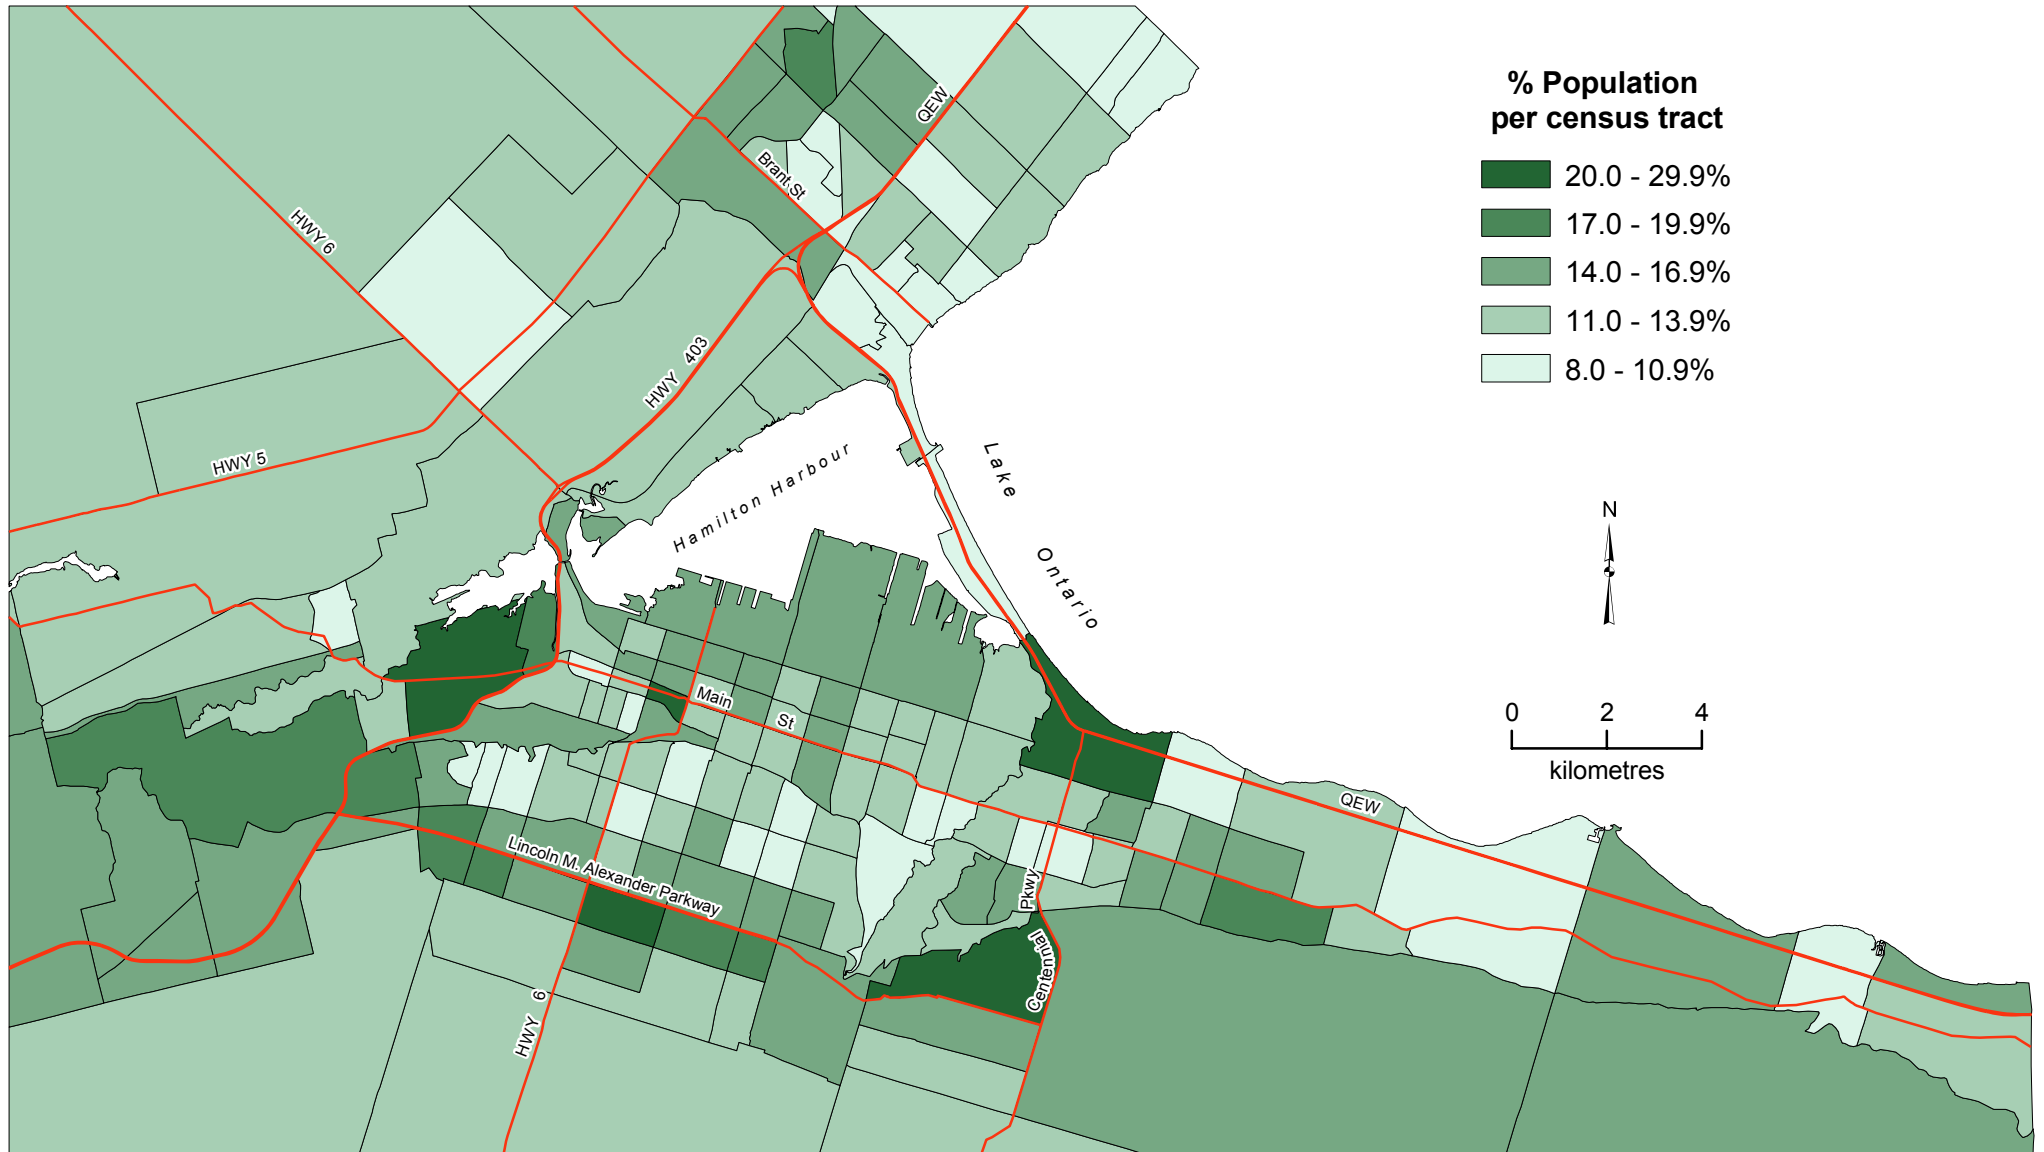 % Population
per census tract
20.0 - 29.9%
17.0 - 19.9%
14.0 - 16.9%
11.0 - 13.9%
8.0 - 10.9%
QEW
Brant St
HWY 6
HWY 403
HWY 5
Hamilton Harbour
Lake
Ontario
N
0 2 4
kilometres
Main St
QEW
Lincoln M. Alexander Parkway
Centennial Pkwy
HWY 6